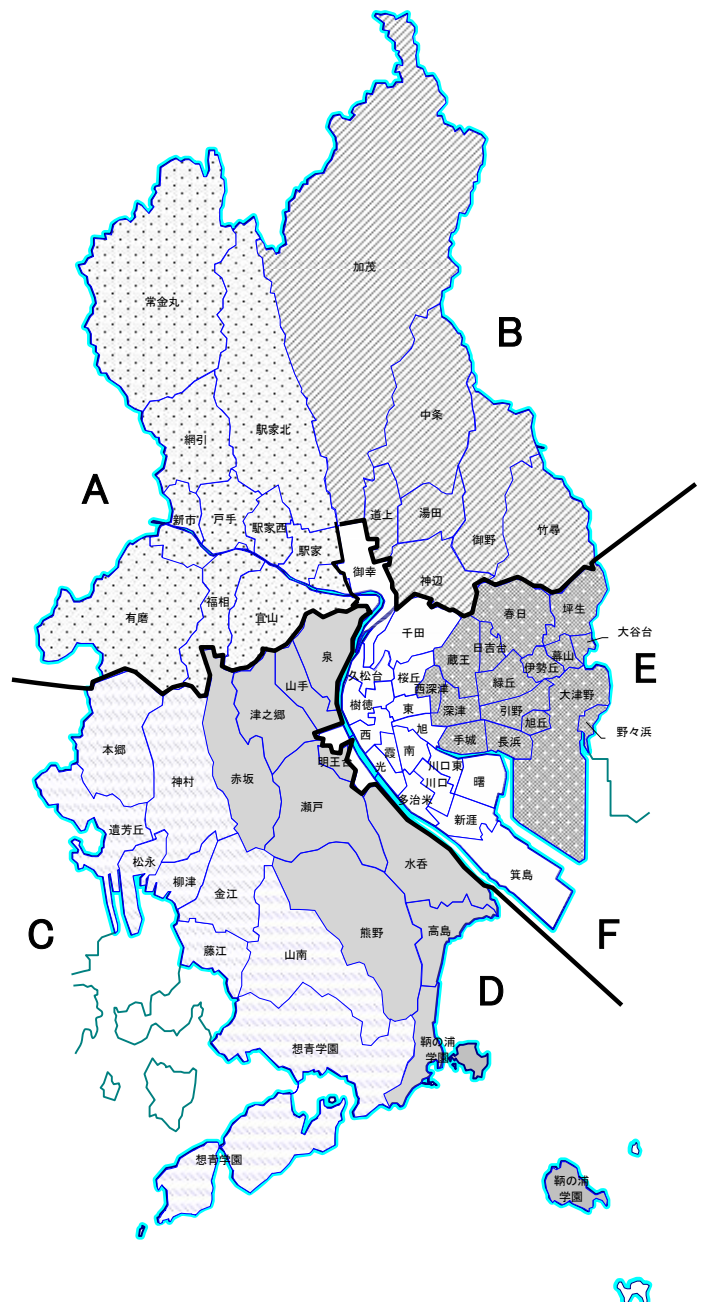 加茂
常金丸
B
中条
駅家北
網引
A
道上
湯田
新市
戸手
駅家西
御野
竹尋
駅家
御幸
神辺
福相
有磨
宜山
千田
春日
坪生
大谷台
泉
蔵王
日吉台
幕山
伊勢丘
E
久松台
桜丘
西深津
緑丘
山手
大津野
樹徳
東
深津
引野
津之郷
旭
旭丘
野々浜
西
手城
長浜
本郷
霞
南
明王台
光
川口東
赤坂
神村
川口
曙
多治米
瀬戸
新涯
遺芳丘
松永
水呑
箕島
柳津
金江
C
熊野
高島
F
藤江
山南
D
想青学園
鞆の浦
学園
想青学園
鞆の浦
学園